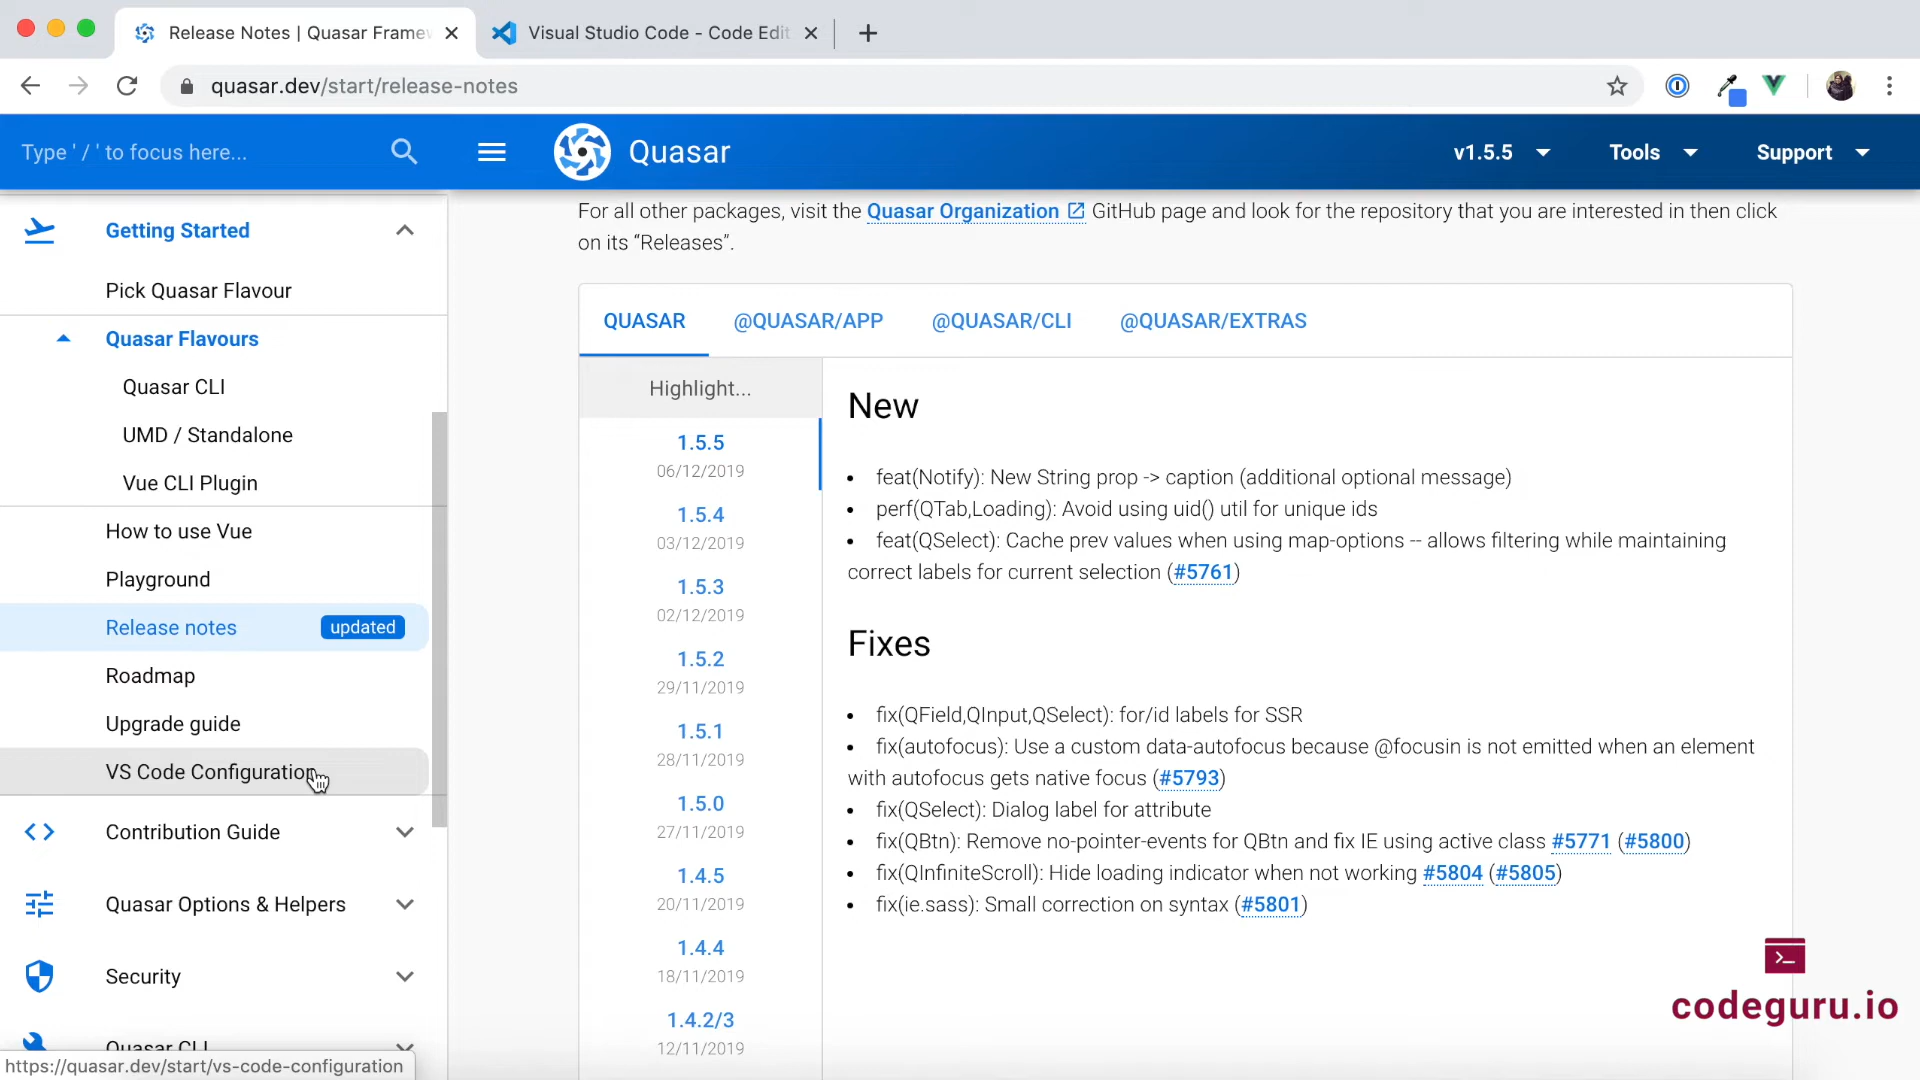 Release Notes | Quasar Framew
Visual Studio Code - Code Edit
quasar.dev/start/release-notes
Type ' / ' to focus here...
Quasar
v1.5.5
Tools
Support
Getting Started
Pick Quasar Flavour
Quasar Flavours
Quasar CLI
UMD / Standalone
Vue CLI Plugin
How to use Vue
Playground
Release notes
updated
Roadmap
Upgrade guide
VS Code Configuration
Contribution Guide
Quasar Options & Helpers
Security
Quasar CLI
https://quasar.dev/start/vs-code-configuration
For all other packages, visit the Quasar Organization GitHub page and look for the repository that you are interested in then click
on its “Releases”.
QUASAR
@QUASAR/APP
@QUASAR/CLI
@QUASAR/EXTRAS
Highlight...
1.5.5
06/12/2019
1.5.4
03/12/2019
1.5.3
02/12/2019
1.5.2
29/11/2019
1.5.1
28/11/2019
1.5.0
27/11/2019
1.4.5
20/11/2019
1.4.4
18/11/2019
1.4.2/3
12/11/2019
New
• feat(Notify): New String prop -> caption (additional optional message)
• perf(QTab,Loading): Avoid using uid() util for unique ids
• feat(QSelect): Cache prev values when using map-options -- allows filtering while maintaining
correct labels for current selection (#5761)
Fixes
• fix(QField,QInput,QSelect): for/id labels for SSR
• fix(autofocus): Use a custom data-autofocus because @focusin is not emitted when an element
with autofocus gets native focus (#5793)
• fix(QSelect): Dialog label for attribute
• fix(QBtn): Remove no-pointer-events for QBtn and fix IE using active class #5771 (#5800)
• fix(QInfiniteScroll): Hide loading indicator when not working #5804 (#5805)
• fix(ie.sass): Small correction on syntax (#5801)
codeguru.io